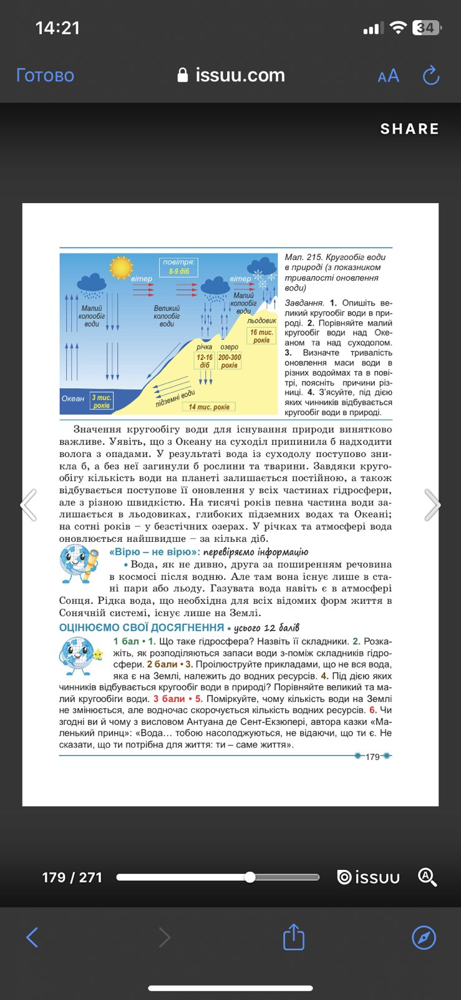 14:21
34
Готово
issuu.com
AA
SHARE
повітря:
8-9 діб
вітер
вітер
Малий
колообіг
води
Великий
колообіг
води
Малий
колообіг
води
льодовик
16 тис.
років
річка
озеро
12-16
діб
200-300
років
Океан
3 тис.
років
підземні води
14 тис. років
Мал. 215. Кругообіг води
в природі (з показником
тривалості оновлення
води)
Завдання. 1. Опишіть ве-
ликий кругообіг води в при-
роді. 2. Порівняйте малий
кругообіг води над Оке-
аном та над суходолом.
3. Визначте тривалість
оновлення маси води в
різних водоймах та в пові-
трі, поясніть причини різ-
ниці. 4. З’ясуйте, під дією
яких чинників відбувається
кругообіг води в природі.
Значення кругообігу води для існування природи винятково
важливе. Уявіть, що з Океану на суходіл припинила б надходити
волога з опадами. У результаті вода із суходолу поступово зни-
кла б, а без неї загинули б рослини та тварини. Завдяки круго-
обігу кількість води на планеті залишається постійною, а також
відбувається поступове її оновлення у всіх частинах гідросфери,
але з різною швидкістю. На тисячі років певна частина води за-
лишається в льодовиках, глибоких підземних водах та Океані;
на сотні років – у безстічних озерах. У річках та атмосфері вода
оновлюється найшвидше – за кілька діб.
«Вірю – не вірю»: перевіряємо інформацію
• Вода, як не дивно, друга за поширенням речовина
в космосі після водню. Але там вона існує лише в ста-
ні пари або льоду. Газувата вода навіть є в атмосфері
Сонця. Рідка вода, що необхідна для всіх відомих форм життя в
Сонячній системі, існує лише на Землі.
ОЦІНЮЄМО СВОЇ ДОСЯГНЕННЯ • усього 12 балів
1 бал • 1. Що таке гідросфера? Назвіть її складники. 2. Розка-
жіть, як розподіляються запаси води з-поміж складників гідро-
сфери. 2 бали • 3. Проілюструйте прикладами, що не вся вода,
яка є на Землі, належить до водних ресурсів. 4. Під дією яких
чинників відбувається кругообіг води в природі? Порівняйте великий та ма-
лий кругообіги води. 3 бали • 5. Поміркуйте, чому кількість води на Землі
не змінюється, але водночас скорочується кількість водних ресурсів. 6. Чи
згодні ви й чому з висловом Антуана де Сент-Екзюпері, автора казки «Ма-
ленький принц»: «Вода... тобою насолоджуються, не відаючи, що ти є. Не
сказати, що ти потрібна для життя: ти – саме життя».
179
179 / 271
issuu
A